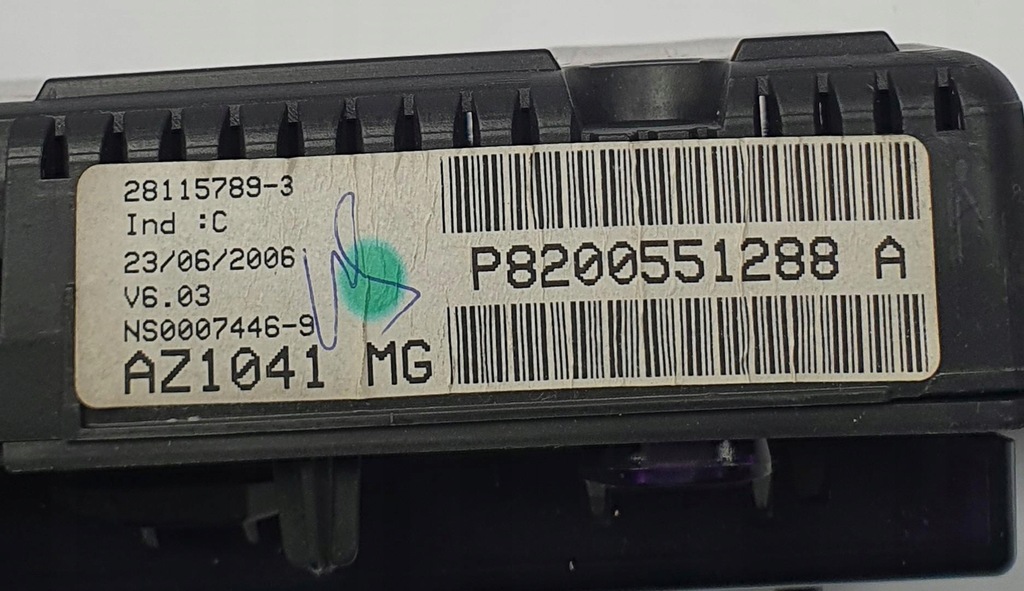 28115789-3
Ind :C
23/06/2006
V6.03
NS0007446-9
AZ1041 MG
P8200551288 A